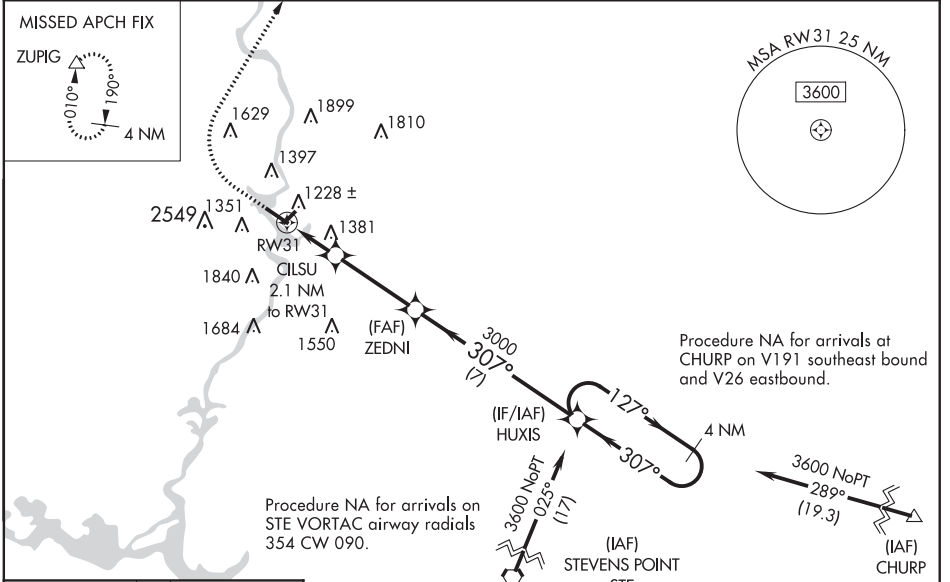 MISSED APCH FIX
ZUPIG
010°
190°
4 NM
MSA RW31 25 NM
3600
1629
1899
1810
1397
1228 ±
2549
1351
1381
RW31
1840
CILSU
2.1 NM
to RW31
1684
1550
(FAF)
ZEDNI
3000
307°
(7)
Procedure NA for arrivals at
CHURP on V191 southeast bound
and V26 eastbound.
(IF/IAF)
HUXIS
127°
4 NM
307°
3600 NoPT
025°
(17)
3600 NoPT
289°
(19.3)
Procedure NA for arrivals on
STE VORTAC airway radials
354 CW 090.
(IAF)
STEVENS POINT
(IAF)
CHURP